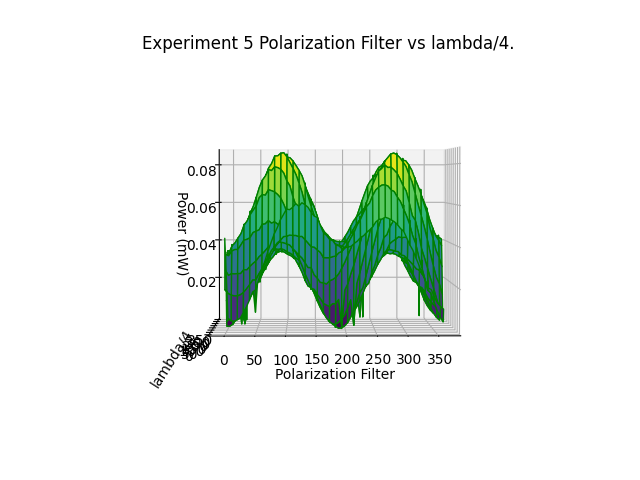 Experiment 5 Polarization Filter vs lambda/4.
0.08
0.06
0.04
0.02
Power (mW)
lambda/4
0 50 100 150 200 250 300 350
Polarization Filter